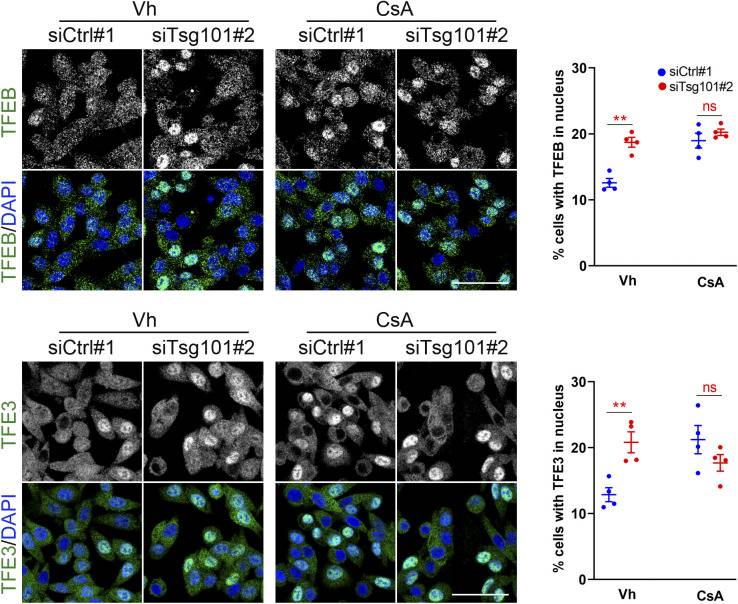 Vh CsA
siCtrl#1 siTsg101#2 siCtrl#1 siTsg101#2
TFEB
TFEB/DAPI
% cells with TFEB in nucleus
30
20
10
0
siCtrl#1
siTsg101#2
** ns
Vh CsA
Vh CsA
siCtrl#1 siTsg101#2 siCtrl#1 siTsg101#2
TFE3
TFE3/DAPI
% cells with TFE3 in nucleus
30
20
10
0
** ns
Vh CsA